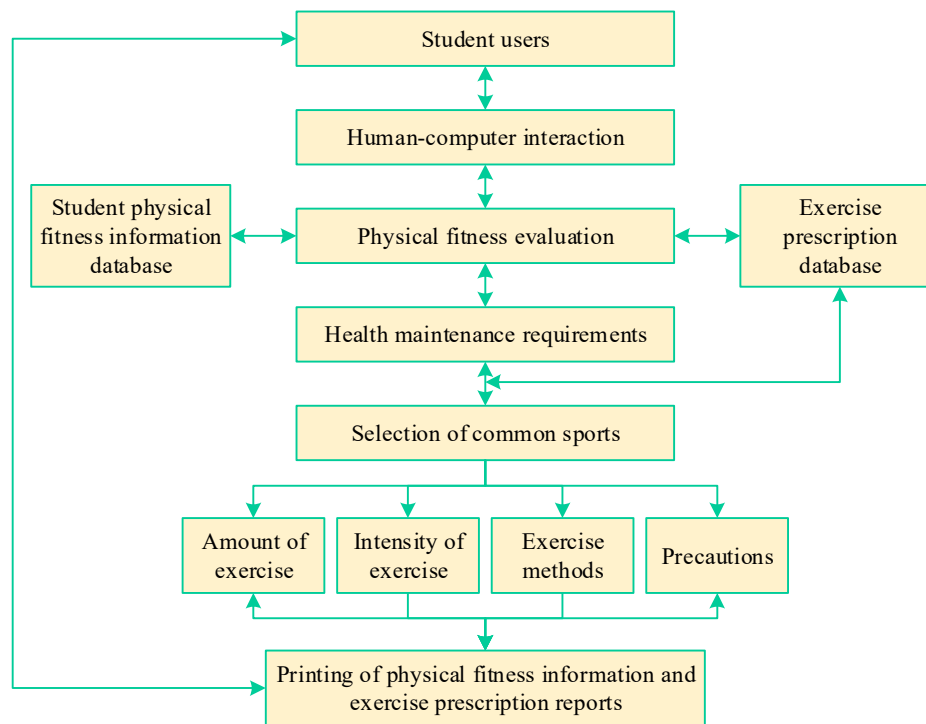 Student users
Human-computer interaction
Student physical
fitness information
database
Physical fitness evaluation
Exercise
prescription
database
Health maintenance requirements
Selection of common sports
Amount of
exercise
Intensity of
exercise
Exercise
methods
Precautions
Printing of physical fitness information and
exercise prescription reports